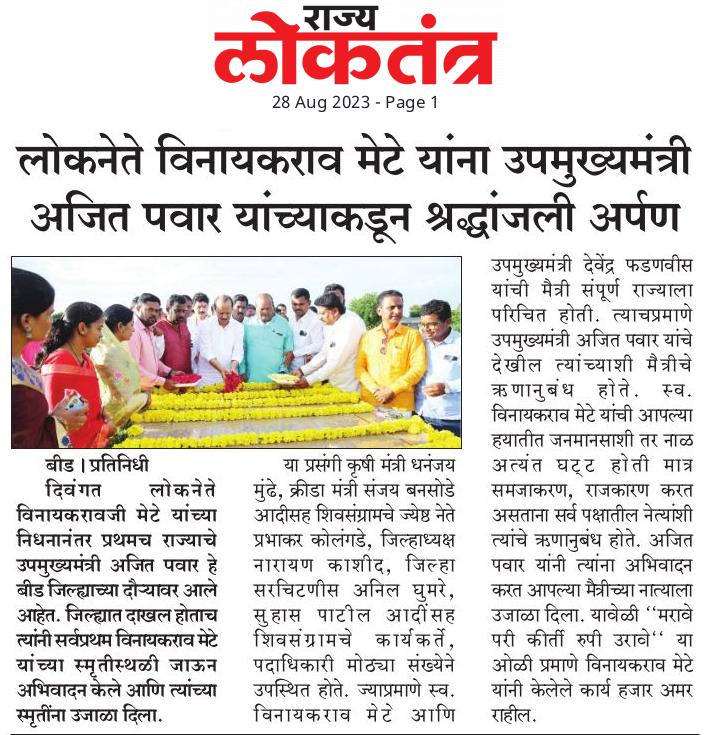 राज्य
लोकतंत्र
28 Aug 2023 - Page 1
लोकनेते विनायकराव मेटे यांना उपमुख्यमंत्री
अजित पवार यांच्याकडून श्रद्धांजली अर्पण
बीड । प्रतिनिधी
दिवंगत लोकनेते
विनायकरावजी मेटे यांच्या
निधनानंतर प्रथमच राज्याचे
उपमुख्यमंत्री अजित पवार हे
बीड जिल्ह्याच्या दौऱ्यावर आले
आहेत. जिल्ह्यात दाखल होताच
त्यांनी सर्वप्रथम विनायकराव मेटे
यांच्या स्मृतीस्थळी जाऊन
अभिवादन केले आणि त्यांच्या
स्मृतींना उजाळा दिला.
या प्रसंगी कृषी मंत्री धनंजय
मुंढे, क्रीडा मंत्री संजय बनसोडे
आदीसह शिवसंग्रामचे ज्येष्ठ नेते
प्रभाकर कोलंगडे, जिल्हाध्यक्ष
नारायण काशीद, जिल्हा
सरचिटणीस अनिल घुमरे,
सुहास पाटील आदींसह
शिवसंग्रामचे कार्यकर्ते,
पदाधिकारी मोठ्या संख्येने
उपस्थित होते. ज्याप्रमाणे स्व.
विनायकराव मेटे आणि
उपमुख्यमंत्री देवेंद्र फडणवीस
यांची मैत्री संपूर्ण राज्याला
परिचित होती. त्याचप्रमाणे
उपमुख्यमंत्री अजित पवार यांचे
देखील त्यांच्याशी मैत्रीचे
ऋणानुबंध होते. स्व.
विनायकराव मेटे यांची आपल्या
हयातीत जनमानसाशी तर नाळ
अत्यंत घट्ट होती मात्र
समजाकरण, राजकारण करत
असताना सर्व पक्षातील नेत्यांशी
त्यांचे ऋणानुबंध होते. अजित
पवार यांनी त्यांना अभिवादन
करत आपल्या मैत्रीच्या नात्याला
उजाळा दिला. यावेळी "मरावे
परी कीर्ती रुपी उरावे" या
ओळी प्रमाणे विनायकराव मेटे
यांनी केलेले कार्य हजार अमर
राहील.